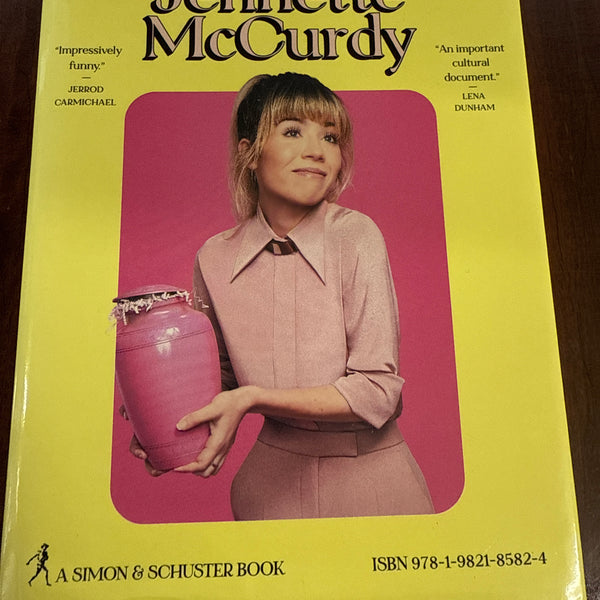 Jennette
McCurdy
"Impressively
funny."
—
JERROD
CARMICHAEL
"An important
cultural
document."
—
LENA
DUNHAM
A SIMON & SCHUSTER BOOK
ISBN 978-1-9821-8582-4